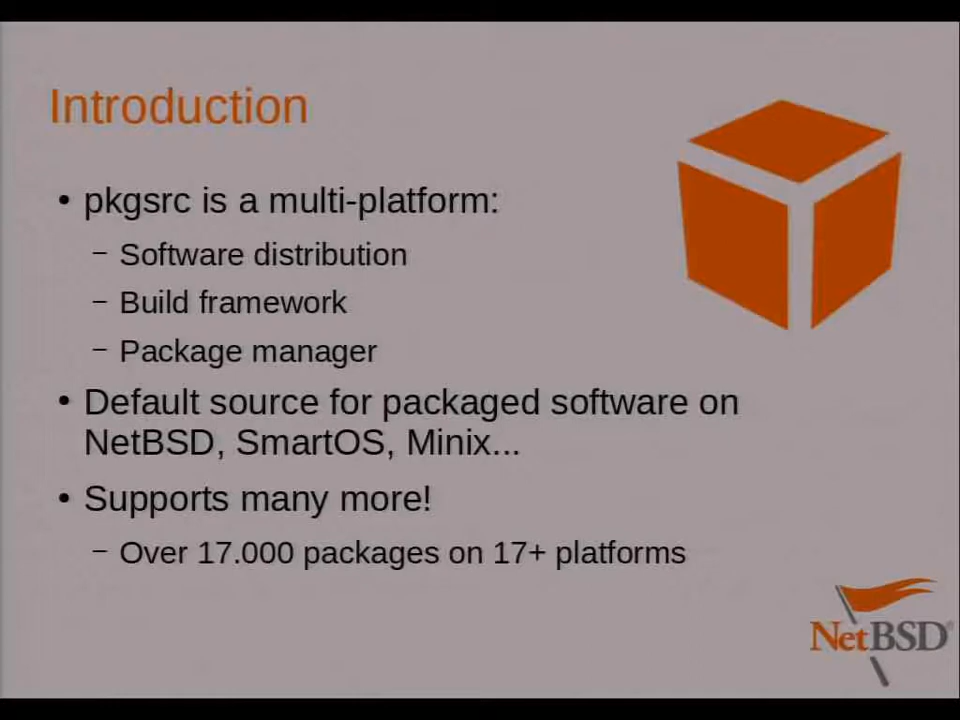 Introduction
• pkgsrc is a multi-platform:
– Software distribution
– Build framework
– Package manager
• Default source for packaged software on
NetBSD, SmartOS, Minix...
• Supports many more!
– Over 17.000 packages on 17+ platforms
NetBSD®